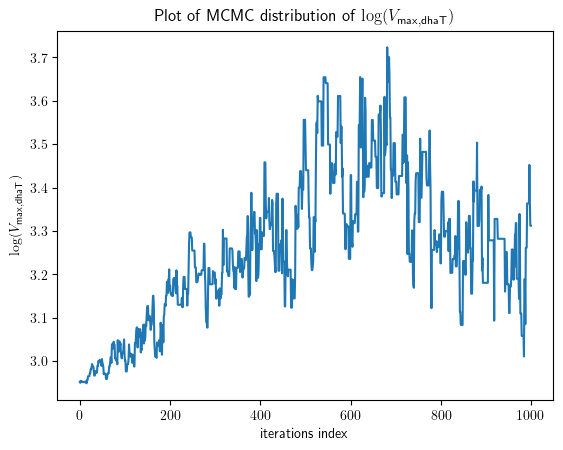 Plot of MCMC distribution of log(V_max,dhaT)
log(V_max,dhaT)
3.7
3.6
3.5
3.4
3.3
3.2
3.1
3.0
0 200 400 600 800 1000
iterations index